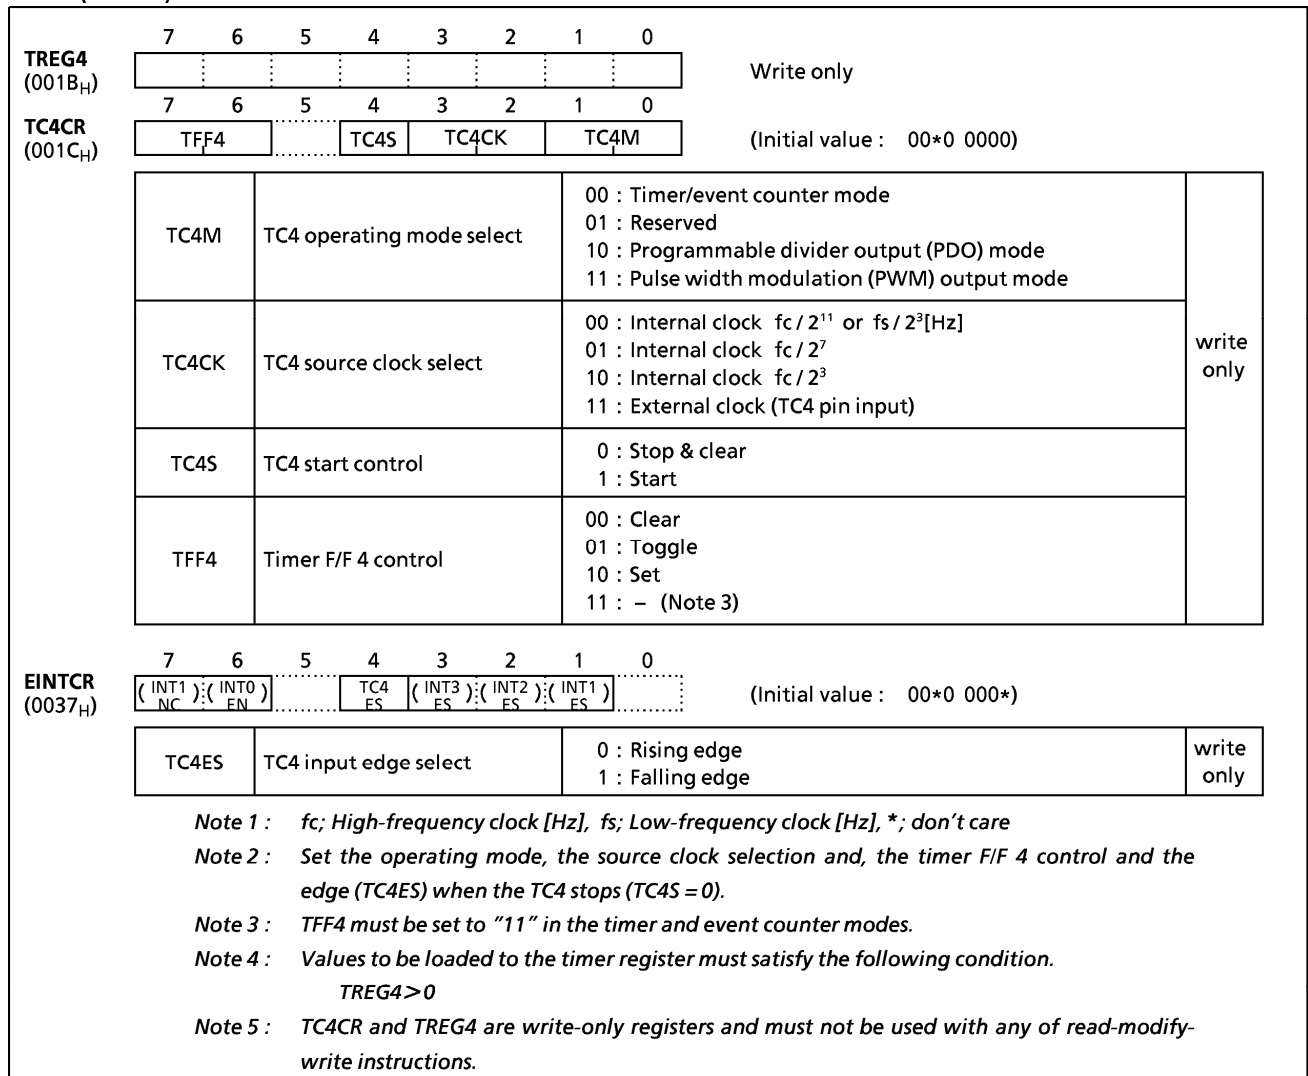 7 6 5 4 3 2 1 0
TREG4
(001BH)
Write only
7 6 5 4 3 2 1 0
TC4CR
(001CH)
TFF4 TC4S TC4CK TC4M
(Initial value : 00*0 0000)
TC4M
TC4 operating mode select
00 : Timer/event counter mode
01 : Reserved
10 : Programmable divider output (PDO) mode
11 : Pulse width modulation (PWM) output mode
TC4CK
TC4 source clock select
00 : Internal clock fc / 2¹¹ or fs / 2³ [Hz]
01 : Internal clock fc / 2⁷
10 : Internal clock fc / 2³
11 : External clock (TC4 pin input)
TC4S
TC4 start control
0 : Stop & clear
1 : Start
TFF4
Timer F/F 4 control
00 : Clear
01 : Toggle
10 : Set
11 : – (Note 3)
write
only
7 6 5 4 3 2 1 0
EINTCR
(0037H)
(INT1 NC) (INT0 EN) TC4 ES (INT3 ES) (INT2 ES) (INT1 ES)
(Initial value : 00*0 000*)
TC4ES
TC4 input edge select
0 : Rising edge
1 : Falling edge
write
only
Note 1 : fc; High-frequency clock [Hz], fs; Low-frequency clock [Hz], *; don't care
Note 2 : Set the operating mode, the source clock selection and, the timer F/F 4 control and the
edge (TC4ES) when the TC4 stops (TC4S = 0).
Note 3 : TFF4 must be set to "11" in the timer and event counter modes.
Note 4 : Values to be loaded to the timer register must satisfy the following condition.
TREG4>0
Note 5 : TC4CR and TREG4 are write-only registers and must not be used with any of read-modify-
write instructions.